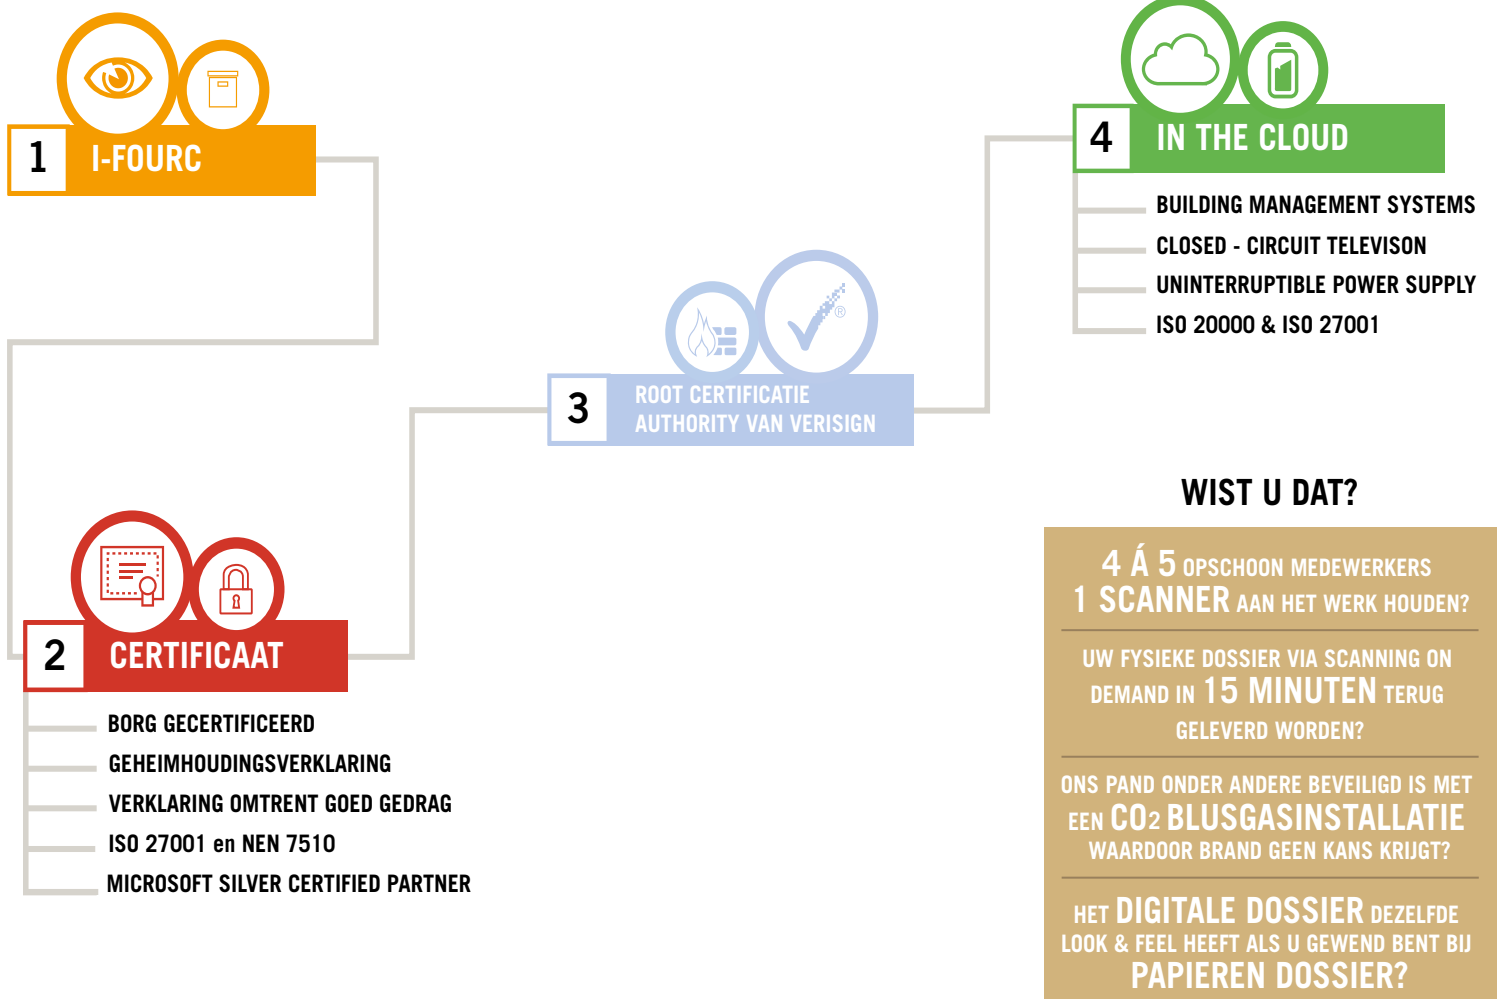 1
I-FOURC
2
CERTIFICAAT
BORG GECERTIFICEERD
GEHEIMHOUDINGSVERKLARING
VERKLARING OMTRENT GOED GEDRAG
ISO 27001 en NEN 7510
MICROSOFT SILVER CERTIFIED PARTNER
®
3
ROOT CERTIFICATIE
AUTHORITY VAN VERISIGN
4
IN THE CLOUD
BUILDING MANAGEMENT SYSTEMS
CLOSED - CIRCUIT TELEVISON
UNINTERRUPTIBLE POWER SUPPLY
ISO 20000 & ISO 27001
WIST U DAT?
4 Á 5 OPSCHOON MEDEWERKERS
1 SCANNER AAN HET WERK HOUDEN?
UW FYSIEKE DOSSIER VIA SCANNING ON
DEMAND IN 15 MINUTEN TERUG
GELEVERD WORDEN?
ONS PAND ONDER ANDERE BEVEILIGD IS MET
EEN CO2 BLUSGASINSTALLATIE
WAARDOOR BRAND GEEN KANS KRIJGT?
HET DIGITALE DOSSIER DEZELFDE
LOOK & FEEL HEEFT ALS U GEWEND BENT BIJ
PAPIEREN DOSSIER?